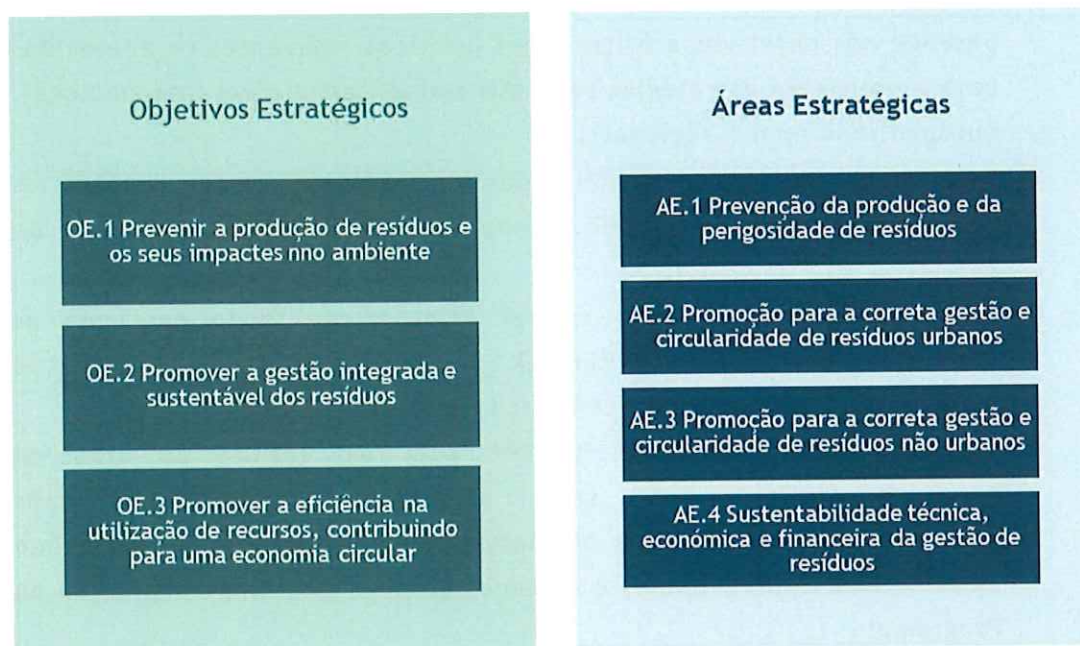 Objetivos Estratégicos
OE.1 Prevenir a produção de resíduos e
os seus impactes nno ambiente
OE.2 Promover a gestão integrada e
sustentável dos resíduos
OE.3 Promover a eficiência na
utilização de recursos, contribuindo
para uma economia circular
Áreas Estratégicas
AE.1 Prevenção da produção e da
perigosidade de resíduos
AE.2 Promoção para a correta gestão e
circularidade de resíduos urbanos
AE.3 Promoção para a correta gestão e
circularidade de resíduos não urbanos
AE.4 Sustentabilidade técnica,
económica e financeira da gestão de
resíduos